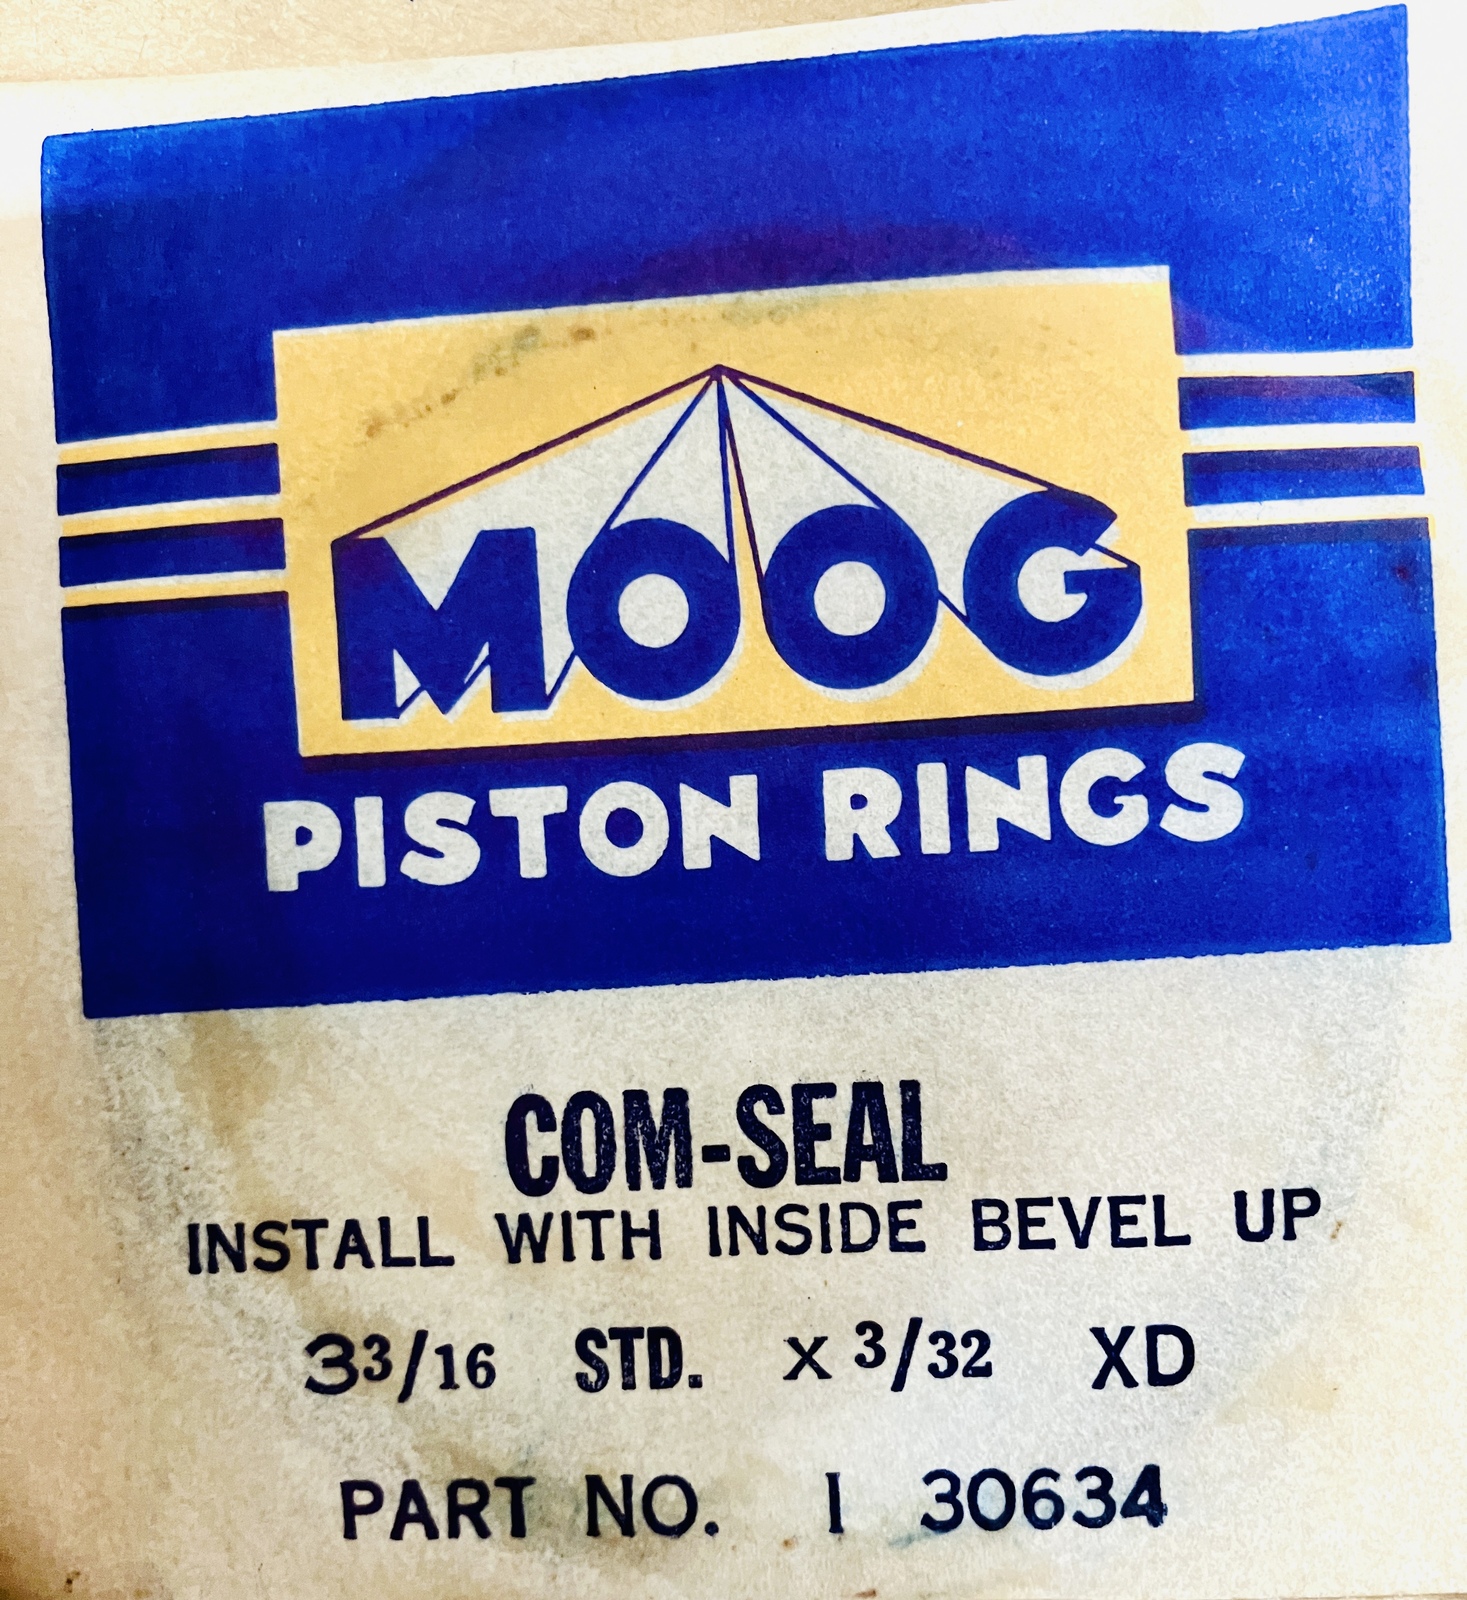 MOOG
PISTON RINGS
COM-SEAL
INSTALL WITH INSIDE BEVEL UP
3 3/16 STD. x 3/32 XD
PART NO. 1 30634